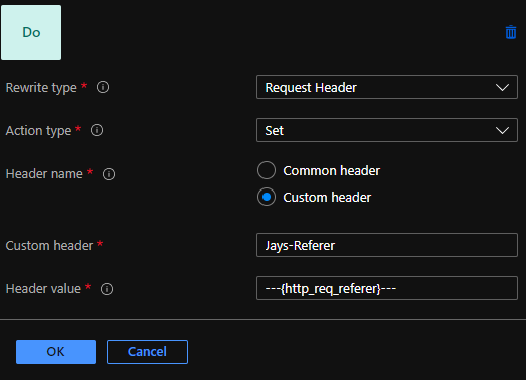 Do
Rewrite type *
Request Header
Action type *
Set
Header name *
Common header
Custom header
Custom header *
Jays-Referer
Header value *
---{http_req_referer}---
OK
Cancel